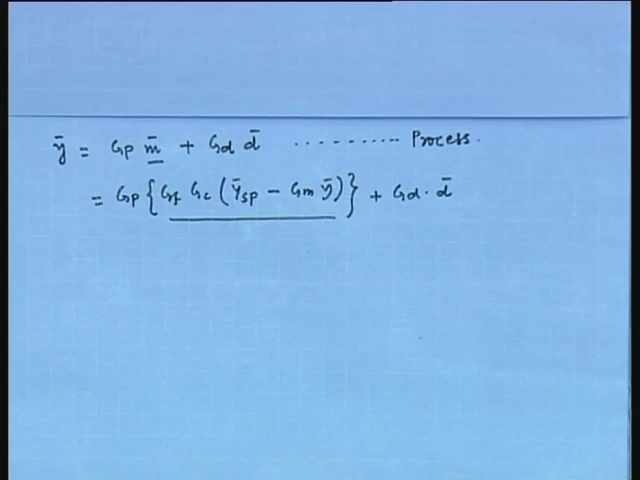 ȳ = Gp m̄ + Gd d̄ ·········· Process.
= Gp { Gf Gc ( ȳsp − Gm ȳ ) } + Gd · d̄